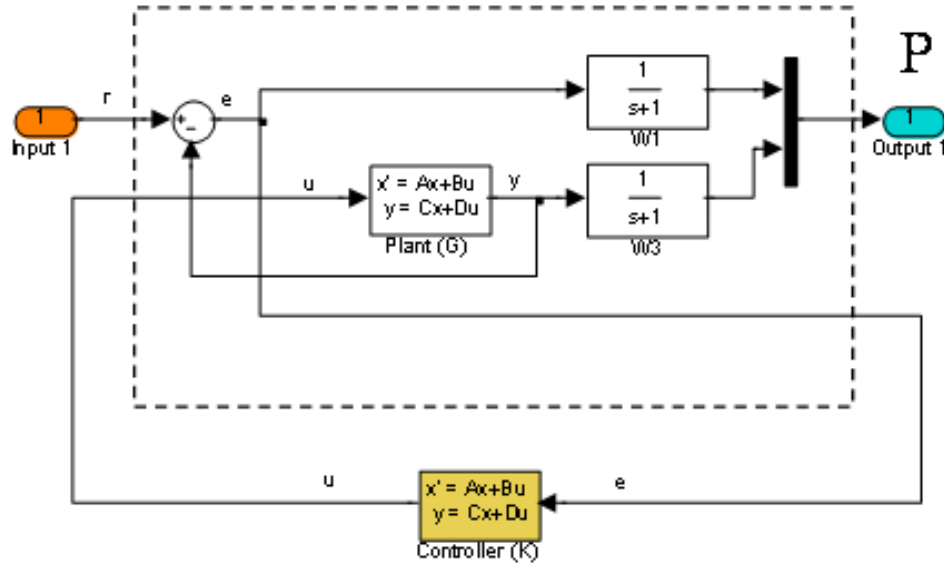 P
r
e
1
Input 1
+
-
1
s+1
W1
1
Output 1
u
x' = Ax+Bu
y = Cx+Du
Plant (G)
y
1
s+1
W3
u
x' = Ax+Bu
y = Cx+Du
Controller (K)
e